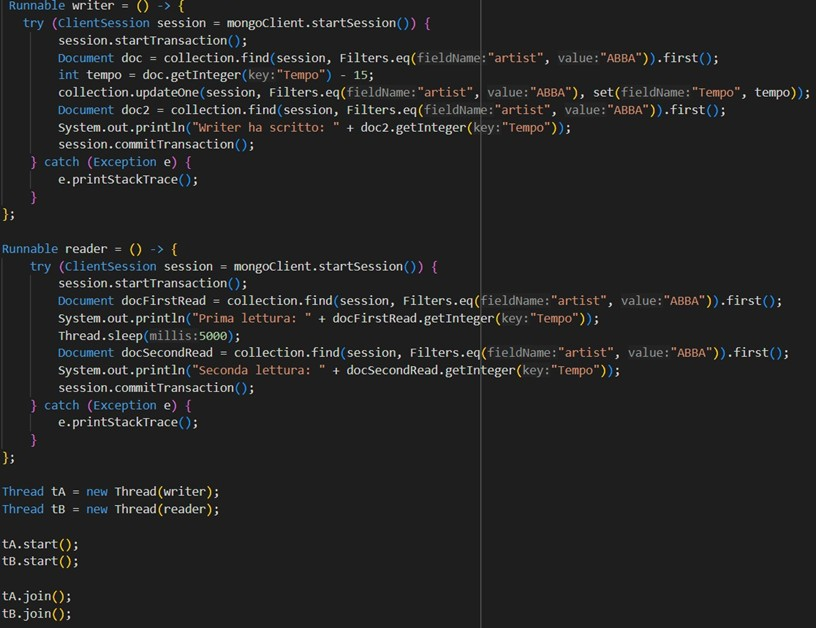 Runnable writer = () -> {
try (ClientSession session = mongoClient.startSession()) {
session.startTransaction();
Document doc = collection.find(session, Filters.eq(fieldName:"artist", value:"ABBA")).first();
int tempo = doc.getInteger(key:"Tempo") - 15;
collection.updateOne(session, Filters.eq(fieldName:"artist", value:"ABBA"), set(fieldName:"Tempo", tempo));
Document doc2 = collection.find(session, Filters.eq(fieldName:"artist", value:"ABBA")).first();
System.out.println("Writer ha scritto: " + doc2.getInteger(key:"Tempo"));
session.commitTransaction();
} catch (Exception e) {
e.printStackTrace();
}
};
Runnable reader = () -> {
try (ClientSession session = mongoClient.startSession()) {
session.startTransaction();
Document docFirstRead = collection.find(session, Filters.eq(fieldName:"artist", value:"ABBA")).first();
System.out.println("Prima lettura: " + docFirstRead.getInteger(key:"Tempo"));
Thread.sleep(millis:5000);
Document docSecondRead = collection.find(session, Filters.eq(fieldName:"artist", value:"ABBA")).first();
System.out.println("Seconda lettura: " + docSecondRead.getInteger(key:"Tempo"));
session.commitTransaction();
} catch (Exception e) {
e.printStackTrace();
}
};
Thread tA = new Thread(writer);
Thread tB = new Thread(reader);
tA.start();
tB.start();
tA.join();
tB.join();